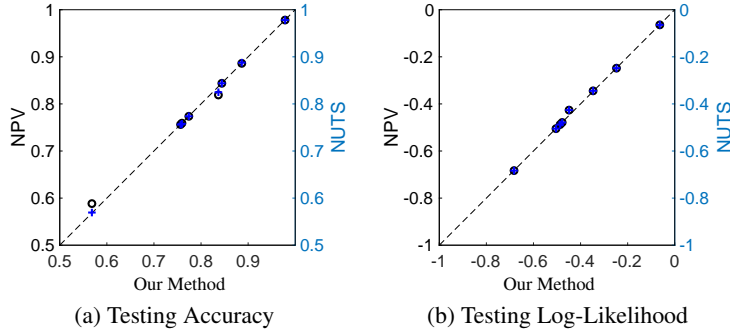 1
0.9
0.8
0.7
0.6
0.5
NPV
0.5 0.6 0.7 0.8 0.9
Our Method
1
0.9
0.8
0.7
0.6
0.5
NUTS
(a) Testing Accuracy
0
-0.2
-0.4
-0.6
-0.8
-1
NPV
-1 -0.8 -0.6 -0.4 -0.2 0
Our Method
0
-0.2
-0.4
-0.6
-0.8
-1
NUTS
(b) Testing Log-Likelihood